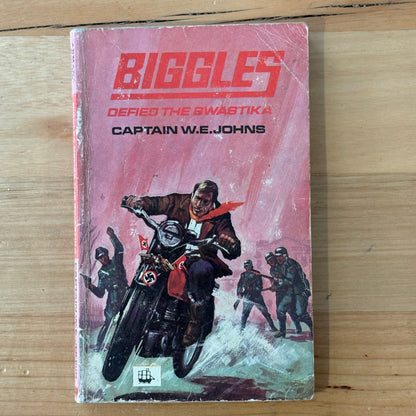 BIGGLES
DEFIES THE SWASTIKA
CAPTAIN W.E.JOHNS